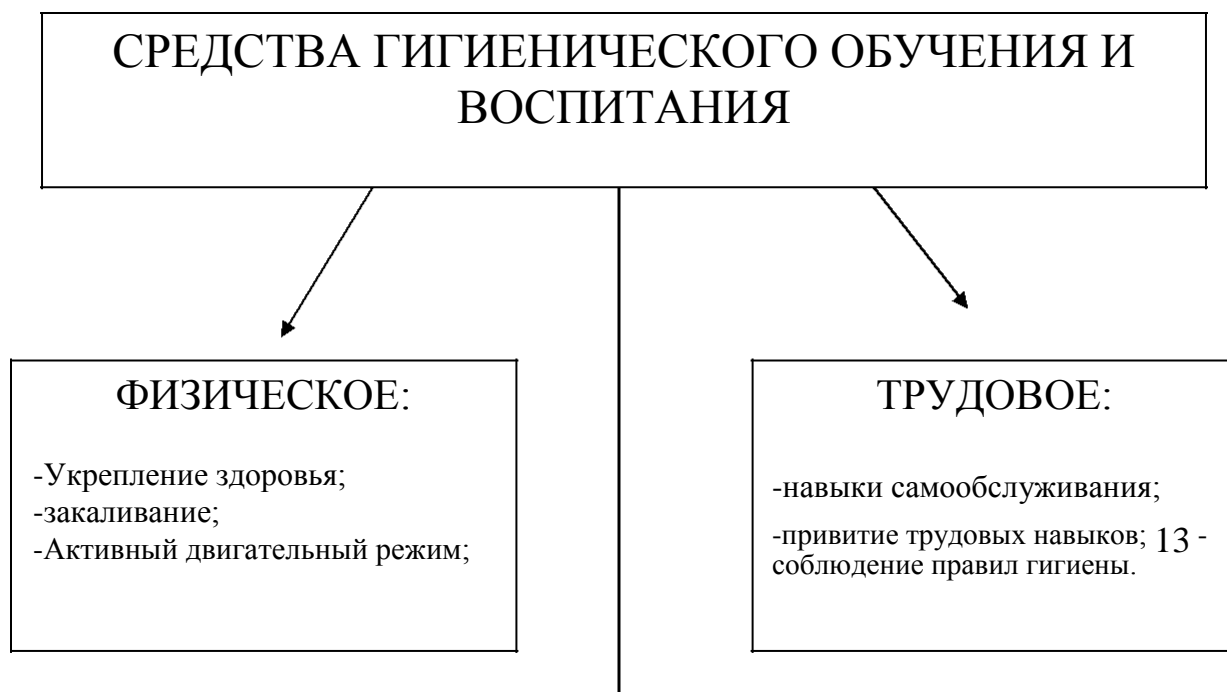 СРЕДСТВА ГИГИЕНИЧЕСКОГО ОБУЧЕНИЯ И
ВОСПИТАНИЯ
ФИЗИЧЕСКОЕ:
-Укрепление здоровья;
-закаливание;
-Активный двигательный режим;
ТРУДОВОЕ:
-навыки самообслуживания;
-привитие трудовых навыков; 13 -
соблюдение правил гигиены.